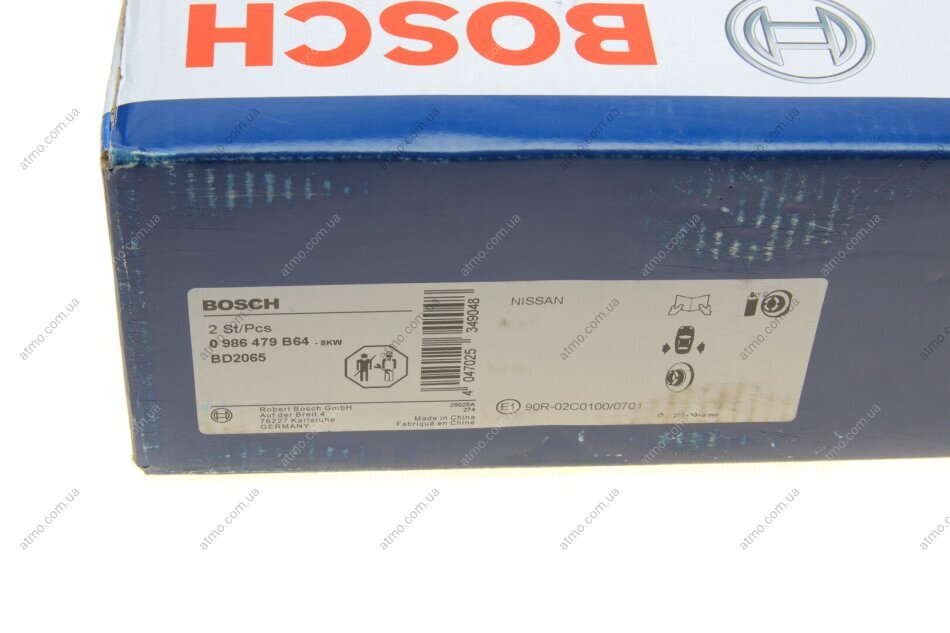 BOSCH
BOSCH
2 St/Pcs
0 986 479 B64 - 8KW
BD2065
Robert Bosch GmbH
Auf der Breit 4
76227 Karlsruhe
GERMANY
25025A
274
Made in China
Fabriqué en Chine
4 047025 349048
NISSAN
E1 90R-02C0100/0701
atmo.com.ua